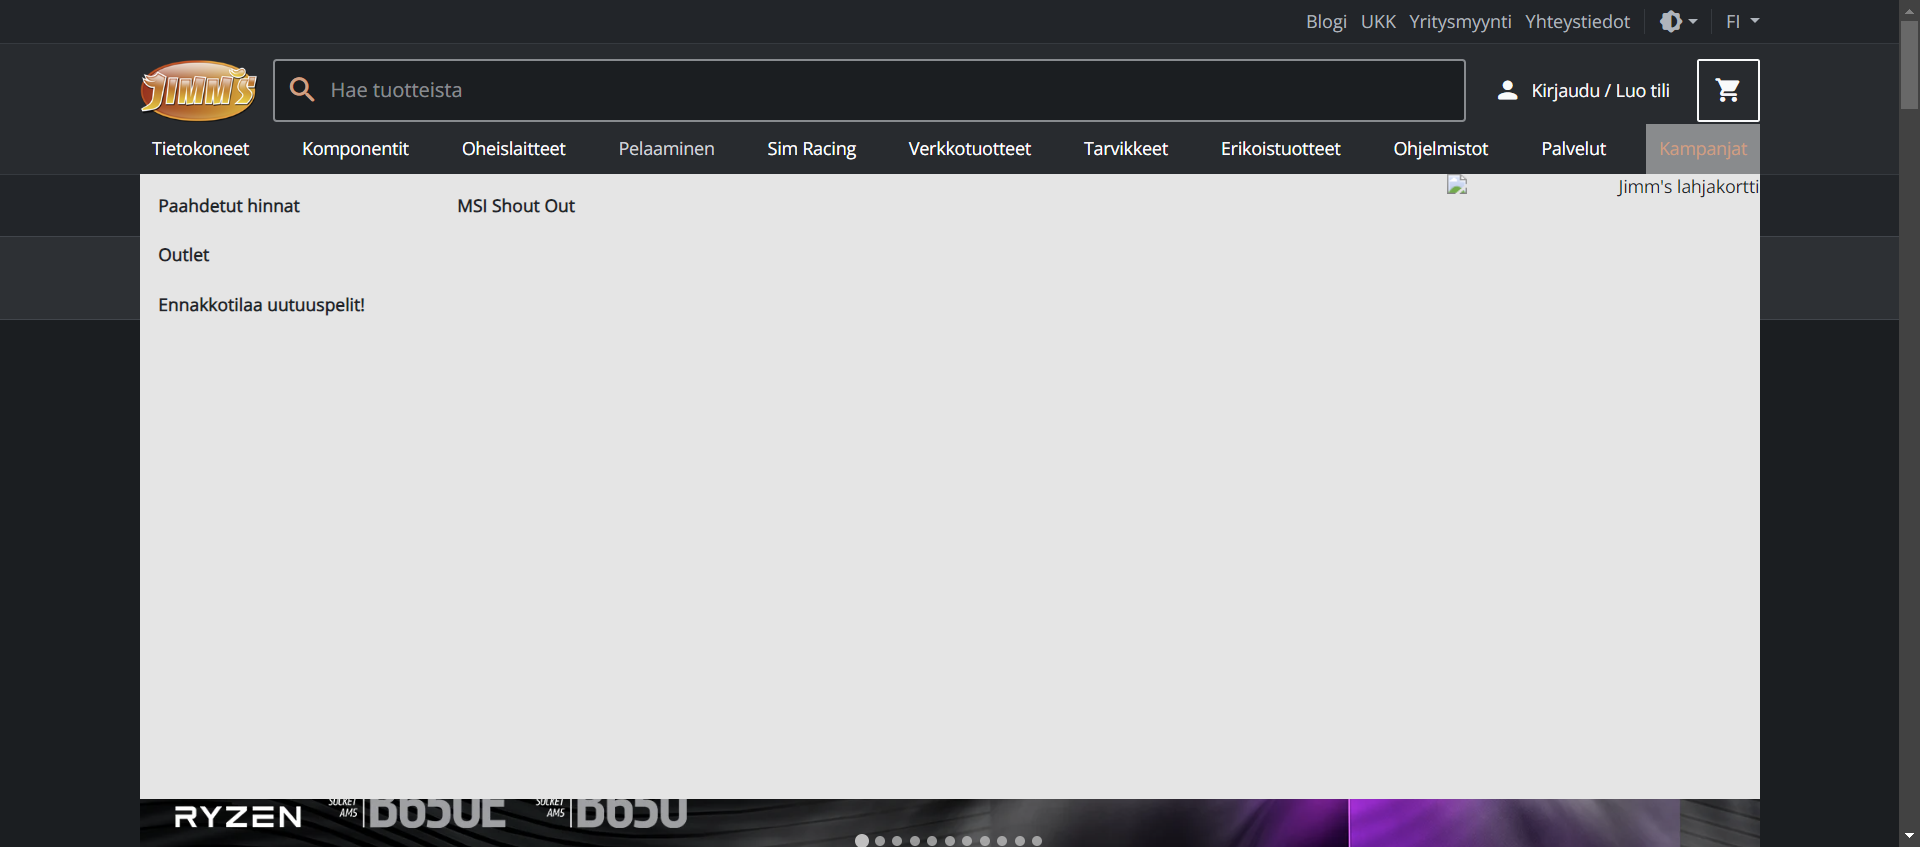 Blogi UKK Yritysmyynti Yhteystiedot FI
JIMM'S Hae tuotteista Kirjaudu / Luo tili
Tietokoneet Komponentit Oheislaitteet Pelaaminen Sim Racing Verkkotuotteet Tarvikkeet Erikoistuotteet Ohjelmistot Palvelut Kampanjat
Jimm's lahjakortti
Paahdetut hinnat MSI Shout Out
Outlet
Ennakkotilaa uutuuspelit!
RYZEN SOCKET AM5 B650E SOCKET AM5 B650